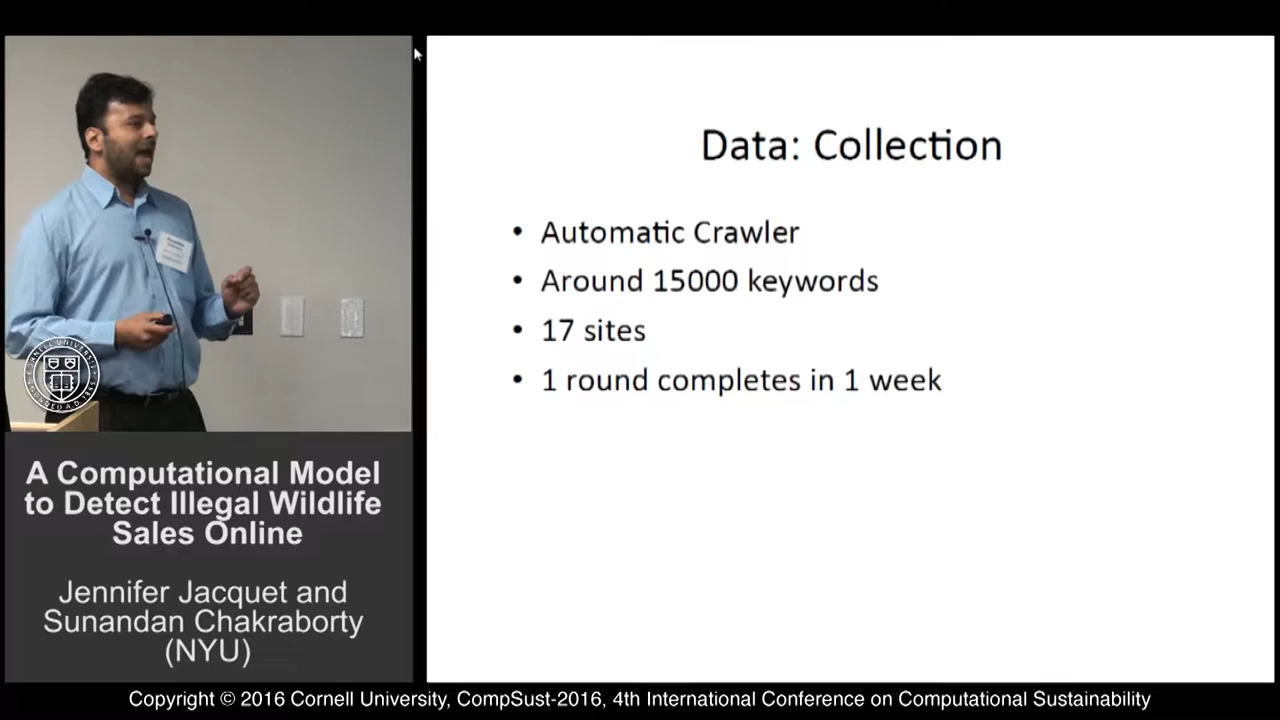 Data: Collection
• Automatic Crawler
• Around 15000 keywords
• 17 sites
• 1 round completes in 1 week
A Computational Model
to Detect Illegal Wildlife
Sales Online
Jennifer Jacquet and
Sunandan Chakraborty
(NYU)
Copyright © 2016 Cornell University, CompSust-2016, 4th International Conference on Computational Sustainability